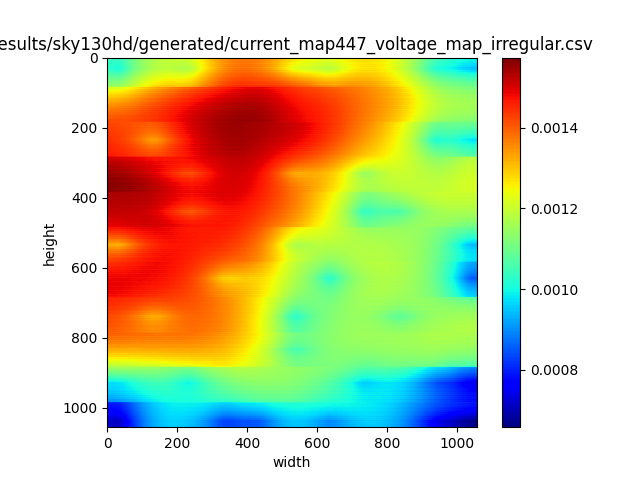 esults/sky130hd/generated/current_map447_voltage_map_irregular.csv
0
200
400
600
800
1000
height
0 200 400 600 800 1000
width
0.0014
0.0012
0.0010
0.0008